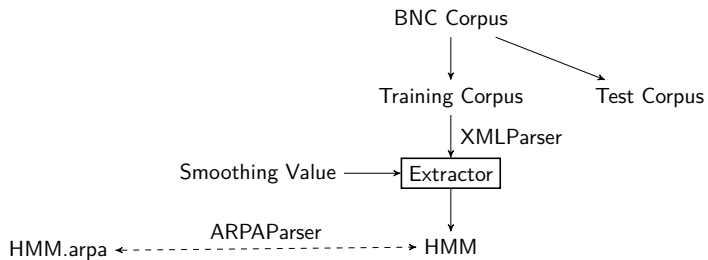 BNC Corpus
Training Corpus
Test Corpus
XMLParser
Smoothing Value
Extractor
ARPAParser
HMM.arpa
HMM